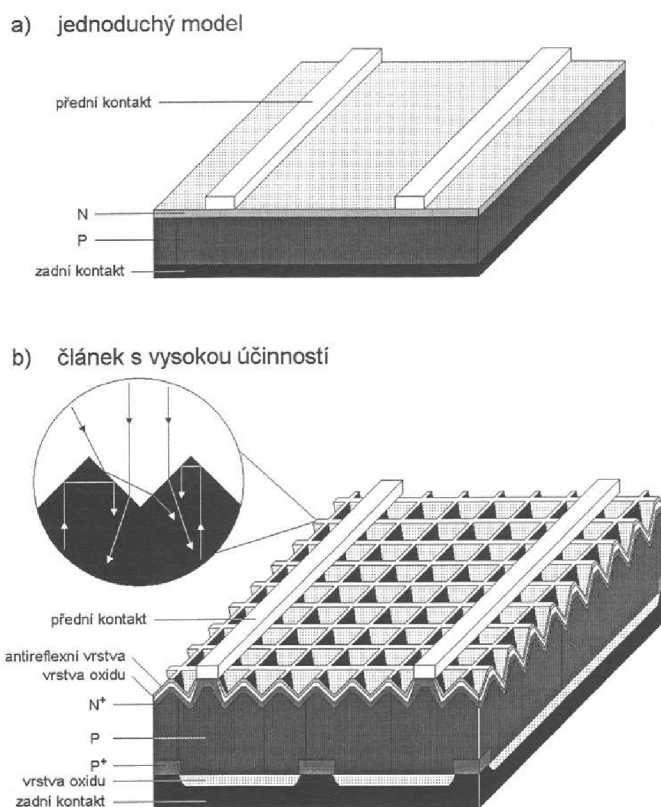 a) jednoduchý model
přední kontakt
N
P
zadní kontakt
b) článek s vysokou účinností
přední kontakt
antireflexní vrstva
vrstva oxidu
N+
P
P+
vrstva oxidu
zadní kontakt